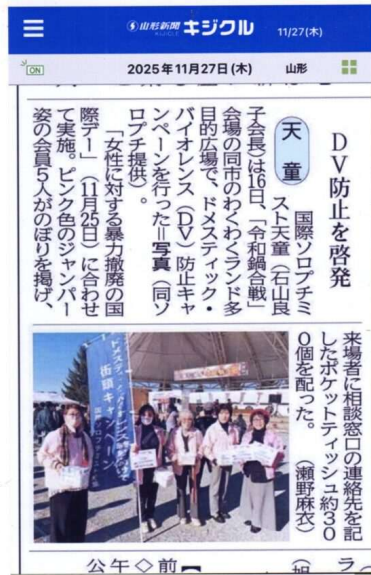 山形新聞 キジクル
11/27(木)
ON
2025年11月27日(木)
山形
DV防止を啓発
天童
国際ソロプチミ
スト天童(石山良
子会長)は16日、「令和鍋合戦」
会場の同市のわくわくランド多
目的広場で、ドメスティック・
バイオレンス(DV)防止キャ
ンペーンを行った=写真(同ソ
ロプチ提供)。
「女性に対する暴力撤廃の国
際デー」(11月25日)に合わせ
て実施。ピンク色のジャンパー
姿の会員5人がのぼりを掲げ、
来場者に相談窓口の連絡先を記
したポケットティッシュ約30
0個を配った。(瀬野麻衣)
街頭キャンペーン
公午◇前